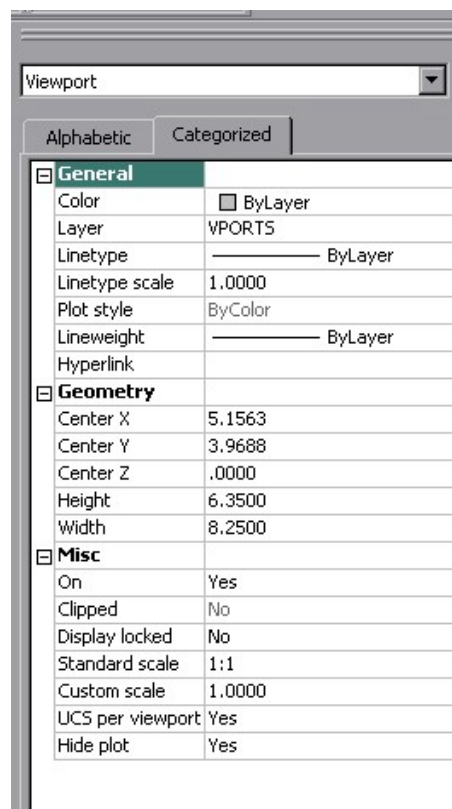 Viewport
Alphabetic Categorized
General
Color ByLayer
Layer VPORTS
Linetype ByLayer
Linetype scale 1.0000
Plot style ByColor
Lineweight ByLayer
Hyperlink
Geometry
Center X 5.1563
Center Y 3.9688
Center Z .0000
Height 6.3500
Width 8.2500
Misc
On Yes
Clipped No
Display locked No
Standard scale 1:1
Custom scale 1.0000
UCS per viewport Yes
Hide plot Yes